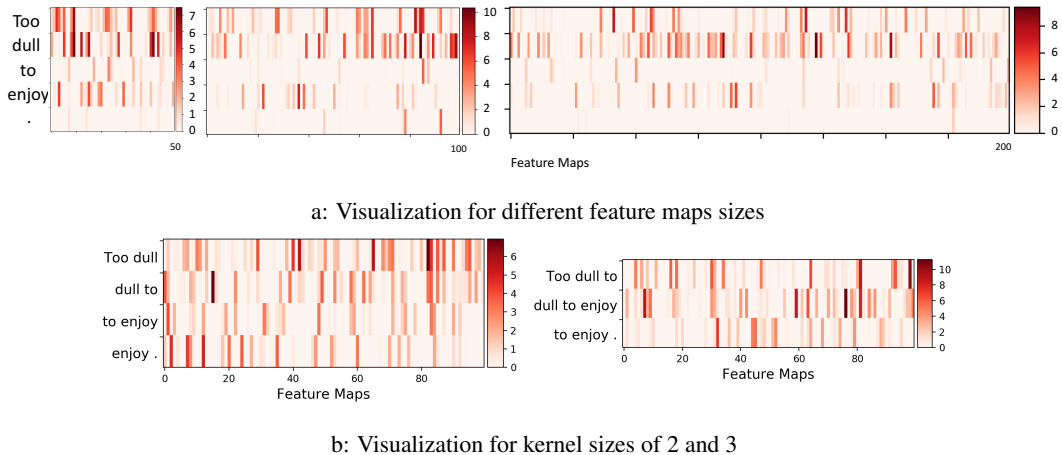 Too
dull
to
enjoy
.
7
6
5
4
3
2
1
0
50
10
8
6
4
2
0
100
8
6
4
2
0
200
Feature Maps
a: Visualization for different feature maps sizes
Too dull
dull to
to enjoy
enjoy .
0 20 40 60 80
Feature Maps
6
5
4
3
2
1
0
Too dull to
dull to enjoy
to enjoy .
0 20 40 60 80
Feature Maps
10
8
6
4
2
0
b: Visualization for kernel sizes of 2 and 3